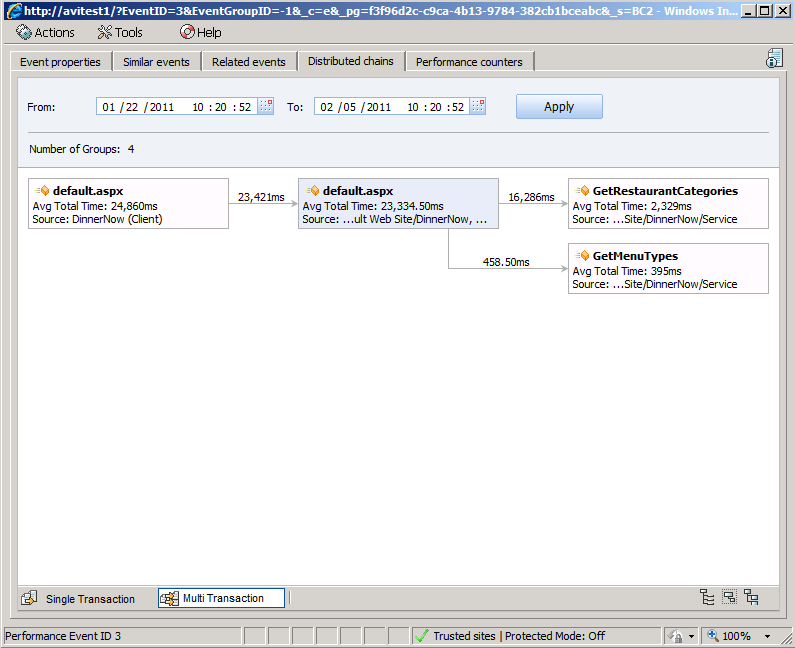 http://avitest1/?EventID=3&EventGroupID=-1&_c=e&_pg=f3f96d2c-c9ca-4b13-9784-382cb1bceabc&_s=BC2 - Windows In...
Actions Tools Help
Event properties Similar events Related events Distributed chains Performance counters
From: 01 /22 /2011 10 : 20 : 52 To: 02 /05 /2011 10 : 20 : 52 Apply
Number of Groups: 4
default.aspx
Avg Total Time: 24,860ms
Source: DinnerNow (Client)
23,421ms
default.aspx
Avg Total Time: 23,334.50ms
Source: ...ult Web Site/DinnerNow, ...
16,286ms
GetRestaurantCategories
Avg Total Time: 2,329ms
Source: ...Site/DinnerNow/Service
458.50ms
GetMenuTypes
Avg Total Time: 395ms
Source: ...Site/DinnerNow/Service
Single Transaction Multi Transaction
Performance Event ID 3 Trusted sites | Protected Mode: Off 100%